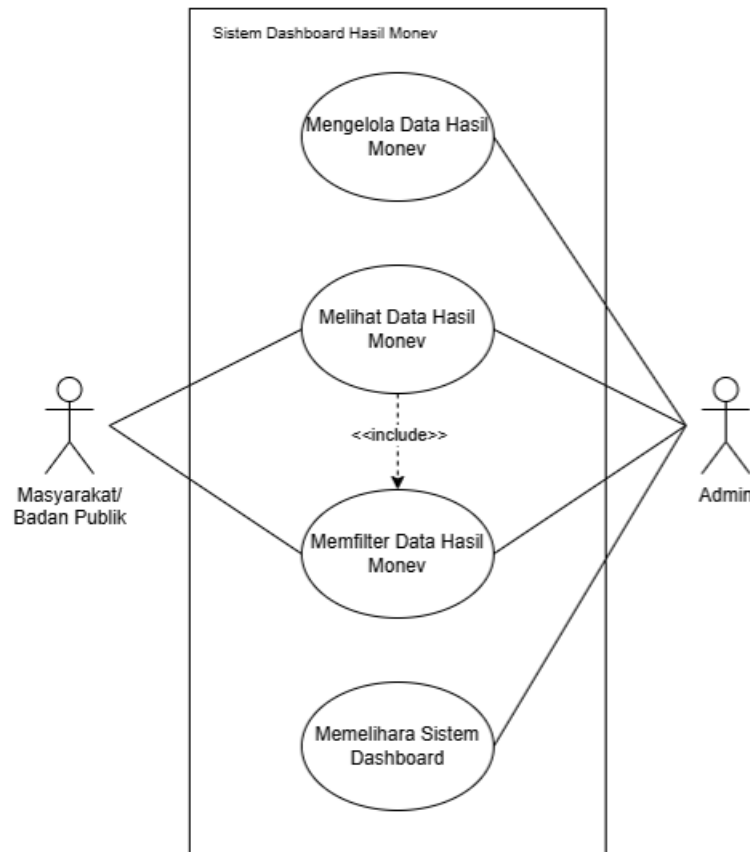 Sistem Dashboard Hasil Monev
Mengelola Data Hasil
Monev
Melihat Data Hasil
Monev
<<include>>
Masyarakat/
Badan Publik
Admin
Memfilter Data Hasil
Monev
Memelihara Sistem
Dashboard